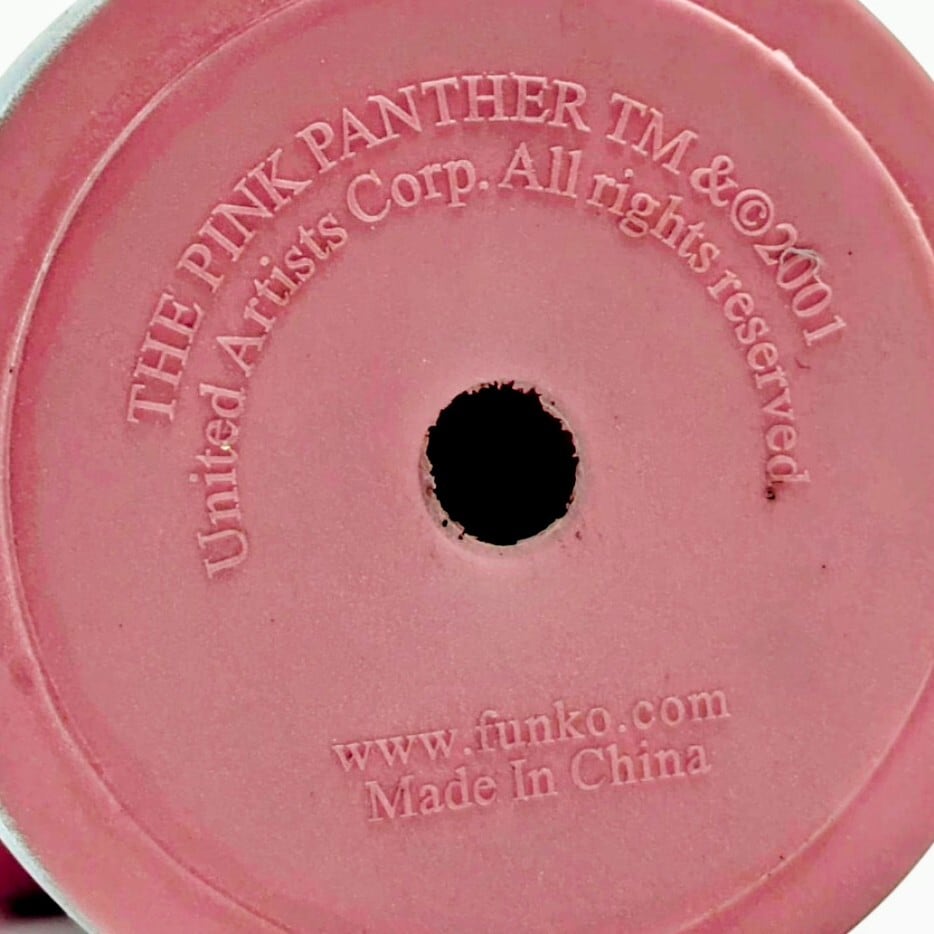 THE PINK PANTHER TM &©2001
United Artists Corp. All rights reserved.
www.funko.com
Made In China